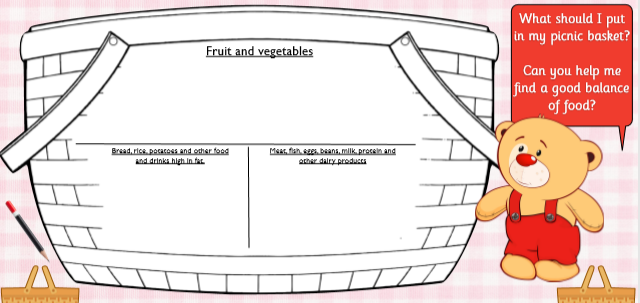 What should I put
in my picnic basket?
Can you help me
find a good balance
of food?
Fruit and vegetables
Bread, rice, potatoes and other food
and drinks high in fat.
Meat, fish, eggs, beans, milk, protein and
other dairy products